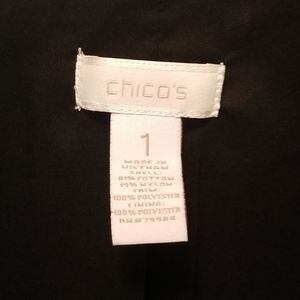 chico's
1
MADE IN
VIETNAM
SHELL:
81% COTTON
19% NYLON
TRIM:
100% POLYESTER
LINING:
100% POLYESTER